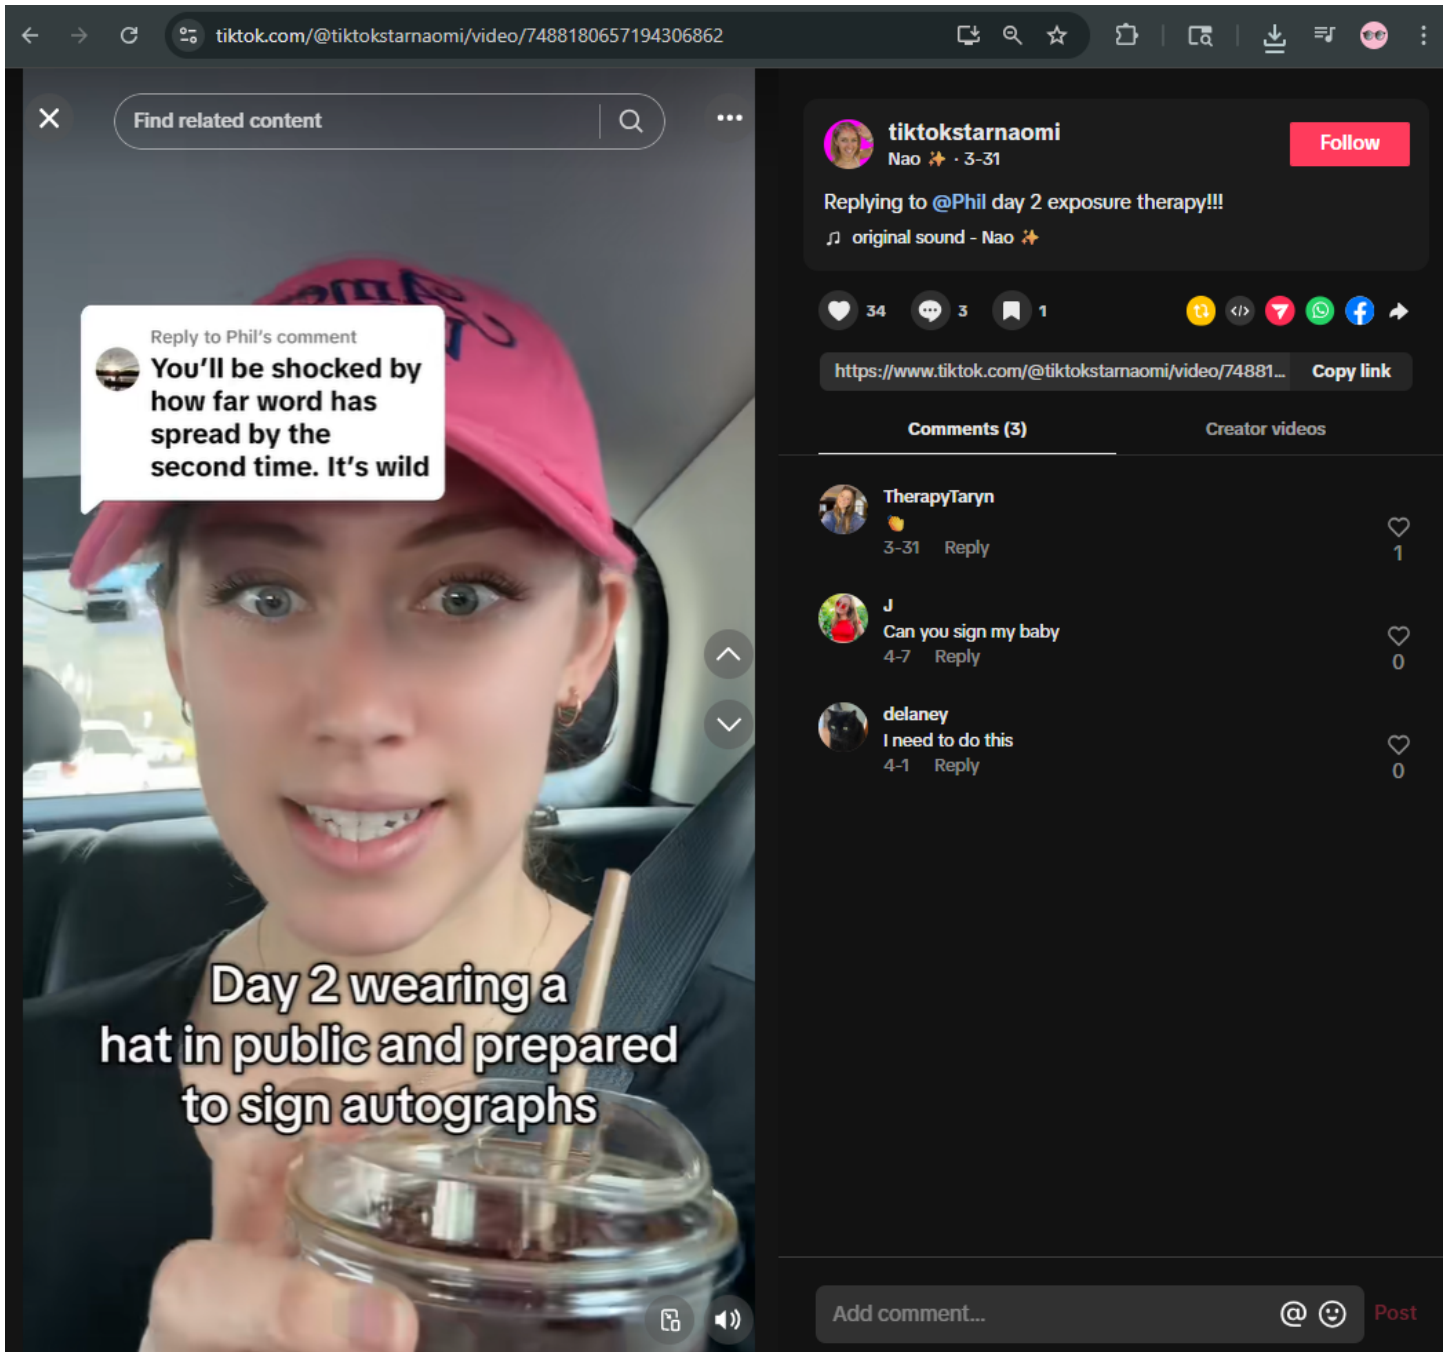 tiktok.com/@tiktokstarnaomi/video/7488180657194306862
Find related content
Reply to Phil's comment
You'll be shocked by
how far word has
spread by the
second time. It's wild
Day 2 wearing a
hat in public and prepared
to sign autographs
tiktokstarnaomi
Nao ✨ · 3-31
Follow
Replying to @Phil day 2 exposure therapy!!!
original sound - Nao ✨
34
3
1
https://www.tiktok.com/@tiktokstarnaomi/video/74881...
Copy link
Comments (3)
Creator videos
TherapyTaryn
👏
3-31 Reply
1
J
Can you sign my baby
4-7 Reply
0
delaney
I need to do this
4-1 Reply
0
Add comment...
Post